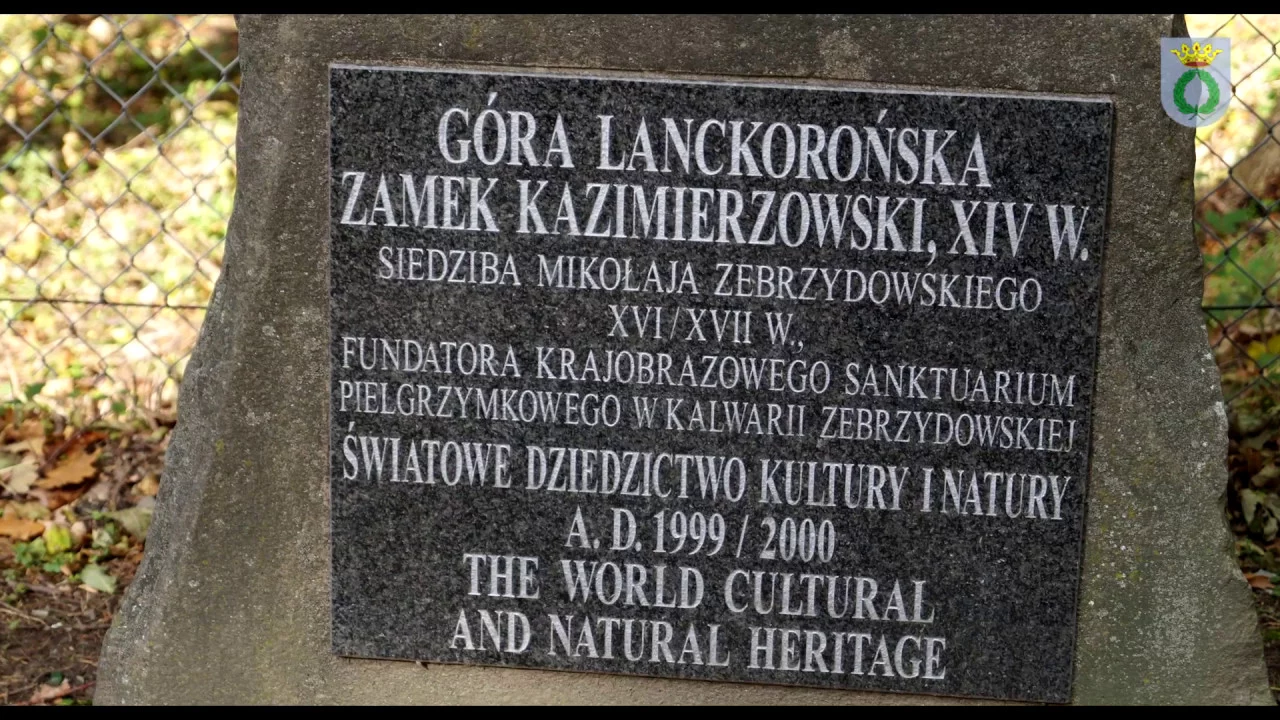 GÓRA LANCKOROŃSKA
ZAMEK KAZIMIERZOWSKI, XIV W.
SIEDZIBA MIKOŁAJA ZEBRZYDOWSKIEGO
XVI/XVII W.,
FUNDATORA KRAJOBRAZOWEGO SANKTUARIUM
PIELGRZYMKOWEGO W KALWARII ZEBRZYDOWSKIEJ
ŚWIATOWE DZIEDZICTWO KULTURY I NATURY
A. D. 1999 / 2000
THE WORLD CULTURAL
AND NATURAL HERITAGE